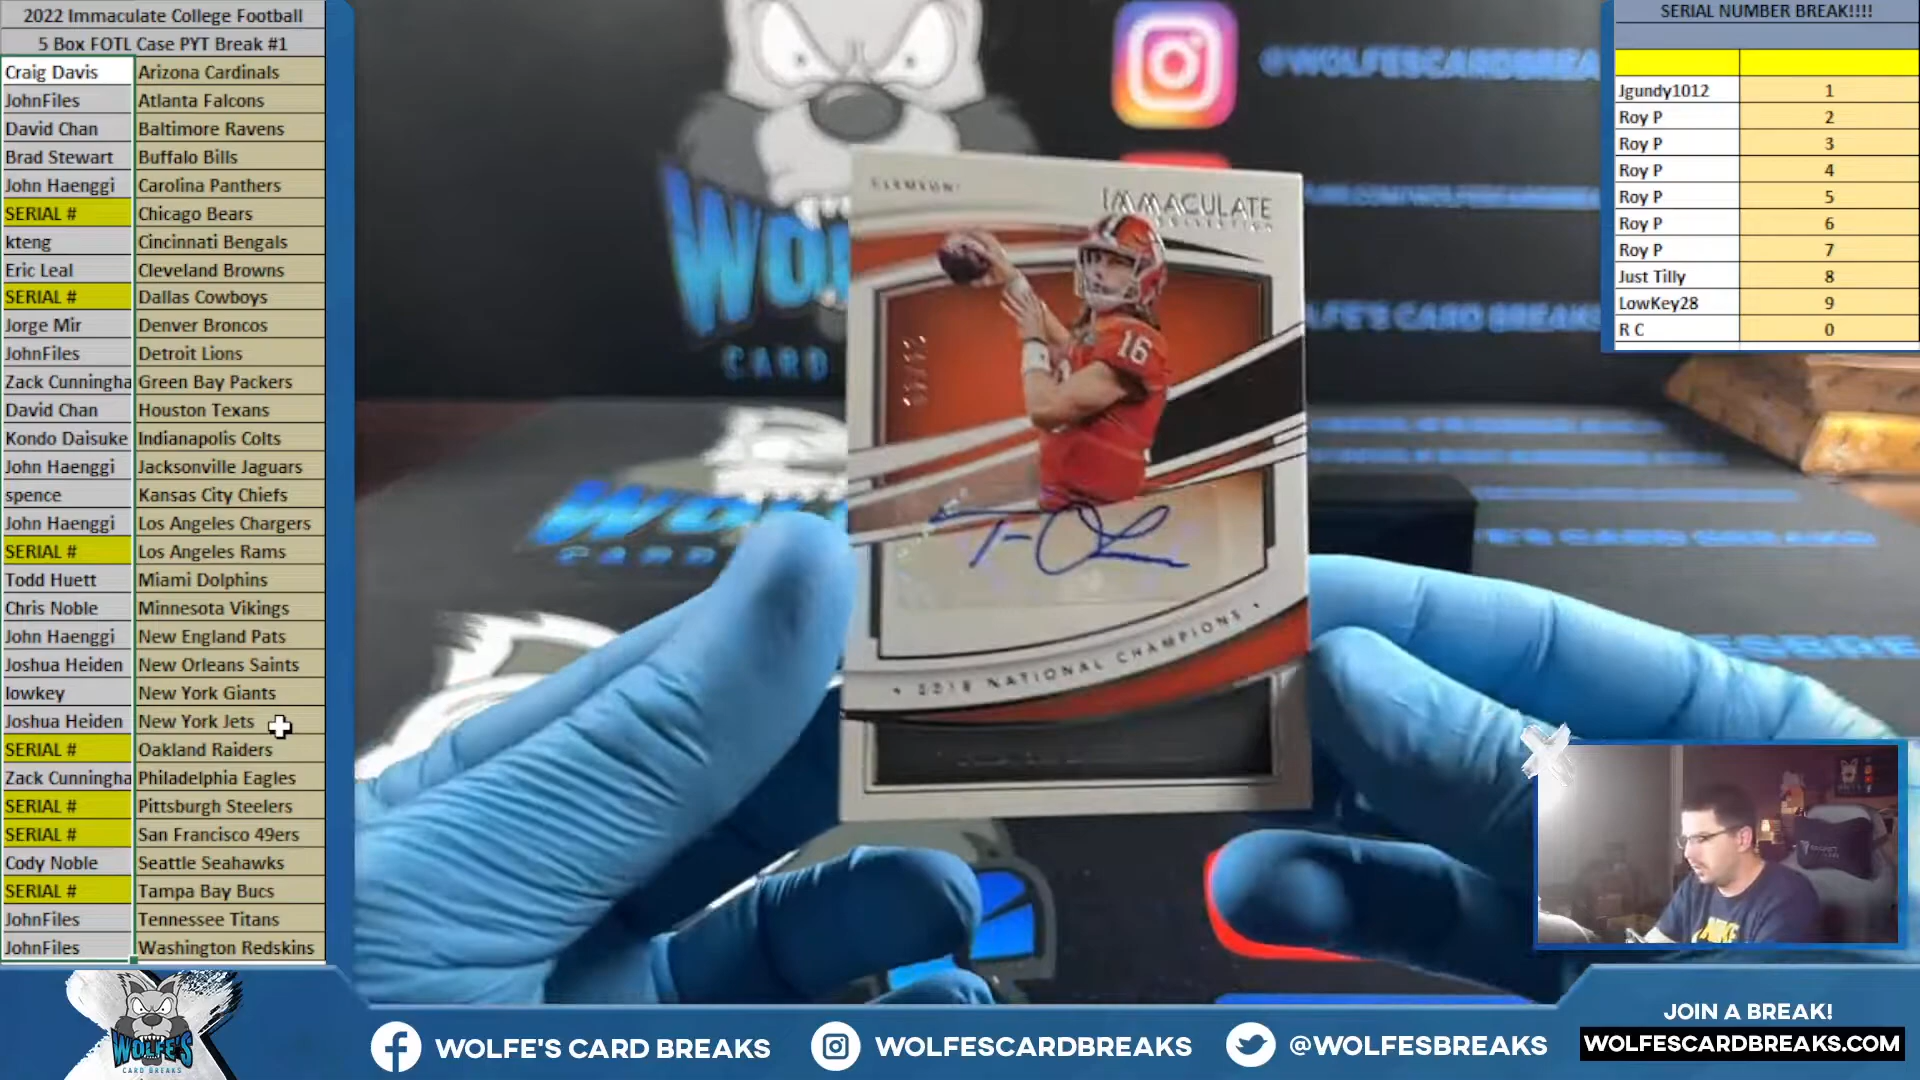 2022 Immaculate College Football
5 Box FOTL Case PYT Break #1
Craig Davis Arizona Cardinals
JohnFiles Atlanta Falcons
David Chan Baltimore Ravens
Brad Stewart Buffalo Bills
John Haenggi Carolina Panthers
SERIAL # Chicago Bears
kteng Cincinnati Bengals
Eric Leal Cleveland Browns
SERIAL # Dallas Cowboys
Jorge Mir Denver Broncos
JohnFiles Detroit Lions
Zack Cunningha Green Bay Packers
David Chan Houston Texans
Kondo Daisuke Indianapolis Colts
John Haenggi Jacksonville Jaguars
spence Kansas City Chiefs
John Haenggi Los Angeles Chargers
SERIAL # Los Angeles Rams
Todd Huett Miami Dolphins
Chris Noble Minnesota Vikings
John Haenggi New England Pats
Joshua Heiden New Orleans Saints
lowkey New York Giants
Joshua Heiden New York Jets
SERIAL # Oakland Raiders
Zack Cunningha Philadelphia Eagles
SERIAL # Pittsburgh Steelers
SERIAL # San Francisco 49ers
Cody Noble Seattle Seahawks
SERIAL # Tampa Bay Bucs
JohnFiles Tennessee Titans
JohnFiles Washington Redskins
@WOLFESCARDBREA
CARD
CLEMSON
IMMACULATE
COLLECTION
16
2018 NATIONAL CHAMPIONS
SERIAL NUMBER BREAK!!!!
Jgundy1012 1
Roy P 2
Roy P 3
Roy P 4
Roy P 5
Roy P 6
Roy P 7
Just Tilly 8
LowKey28 9
R C 0
WOLFE'S
CARD BREAKS
WOLFE'S CARD BREAKS
WOLFESCARDBREAKS
@WOLFESBREAKS
JOIN A BREAK!
WOLFESCARDBREAKS.COM